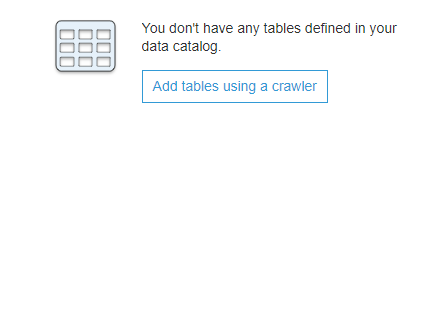 You don't have any tables defined in your
data catalog.
Add tables using a crawler